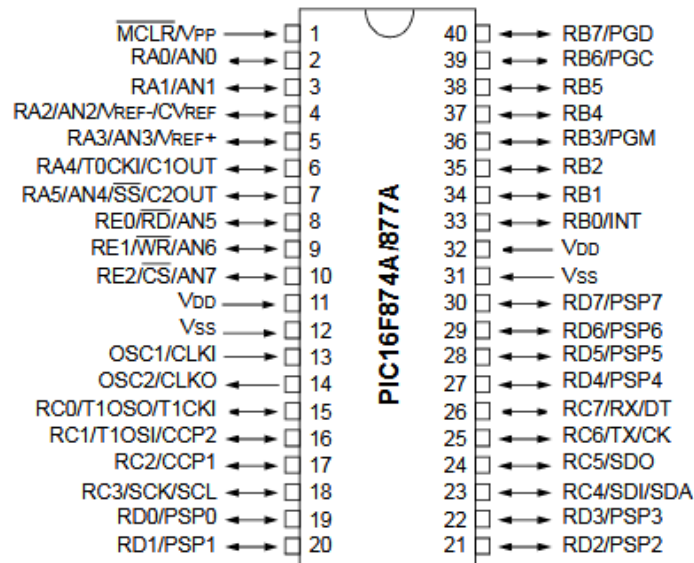 MCLR/VPP 1 40 RB7/PGD
RA0/AN0 2 39 RB6/PGC
RA1/AN1 3 38 RB5
RA2/AN2/VREF-/CVREF 4 37 RB4
RA3/AN3/VREF+ 5 36 RB3/PGM
RA4/T0CKI/C1OUT 6 35 RB2
RA5/AN4/SS/C2OUT 7 34 RB1
RE0/RD/AN5 8 33 RB0/INT
RE1/WR/AN6 9 32 VDD
RE2/CS/AN7 10 31 VSS
VDD 11 30 RD7/PSP7
VSS 12 29 RD6/PSP6
OSC1/CLKI 13 28 RD5/PSP5
OSC2/CLKO 14 27 RD4/PSP4
RC0/T1OSO/T1CKI 15 26 RC7/RX/DT
RC1/T1OSI/CCP2 16 25 RC6/TX/CK
RC2/CCP1 17 24 RC5/SDO
RC3/SCK/SCL 18 23 RC4/SDI/SDA
RD0/PSP0 19 22 RD3/PSP3
RD1/PSP1 20 21 RD2/PSP2
PIC16F874A/877A